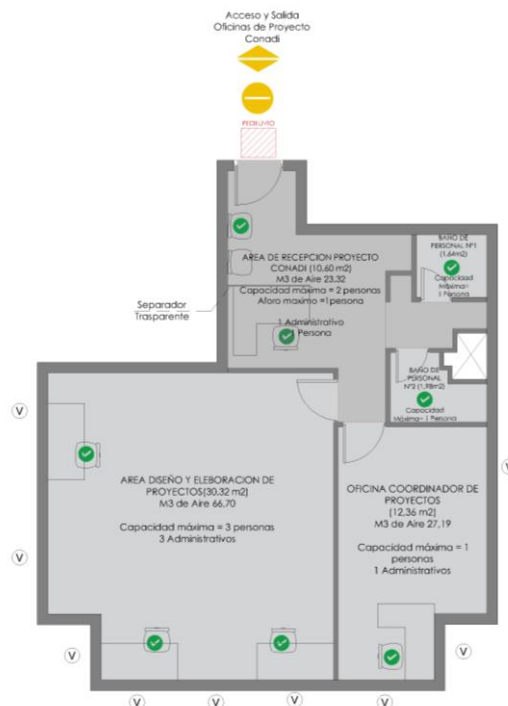 Acceso y Salida
Oficinas de Proyecto
Conadi
PEDILUVIO
AREA DE RECEPCION PROYECTO
CONADI (10,60 m2)
M3 de Aire 23,32
Capacidad máxima = 2 personas
Aforo maximo =1persona
1 Administrativo
1 Persona
BAÑO DE
PERSONAL Nº1
(1,64m2)
Capacidad
Máxima=
1 Persona
Separador
Trasparente
BAÑO DE
PERSONAL
Nº2 (1,98m2)
Capacidad
Máxima= 1 Persona
AREA DISEÑO Y ELEBORACION DE
PROYECTOS(30,32 m2)
M3 de Aire 66,70
Capacidad máxima = 3 personas
3 Administrativos
OFICINA COORDINADOR DE
PROYECTOS
(12,36 m2)
M3 de Aire 27,19
Capacidad máxima = 1
personas
1 Administrativos
V
V
V
V
V
V
V
V
V
V